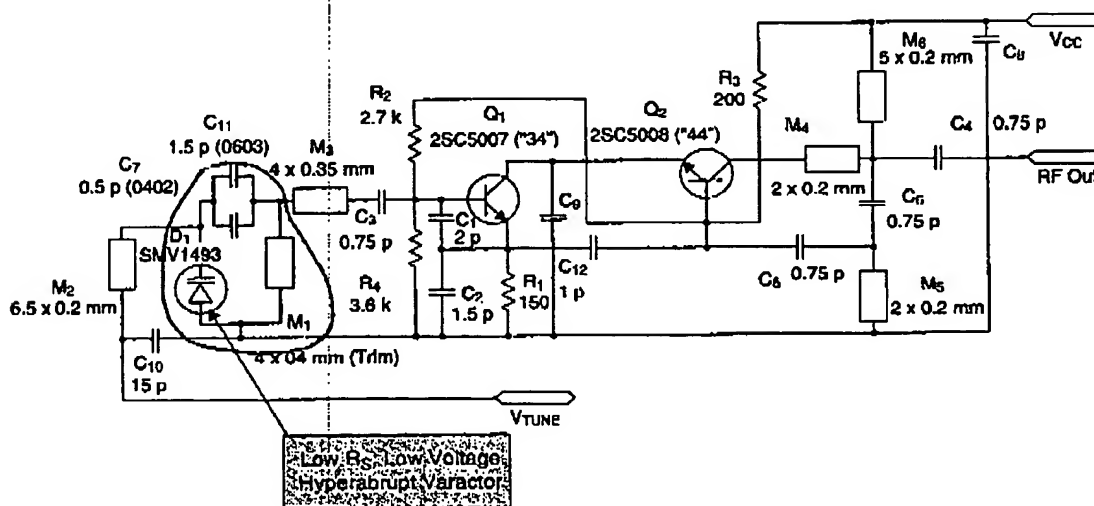 C11
1.5 p (0603)
C7
0.5 p (0402)
M3
4 x 0.35 mm
D1
SMV1493
M2
6.5 x 0.2 mm
C10
15 p
M1
4 x 04 mm (Trim)
C3
0.75 p
R2
2.7 k
R4
3.6 k
C1
2 p
C2
1.5 p
Q1
2SC5007 ("34")
R1
150
C9
C12
1 p
Q2
2SC5008 ("44")
R3
200
M4
2 x 0.2 mm
M6
5 x 0.2 mm
VCC
C4
0.75 p
RF Out
0.75 p
0.75 p
M5
2 x 0.2 mm
VTUNE
Low RS, Low Voltage
Hyperabrupt Varactor